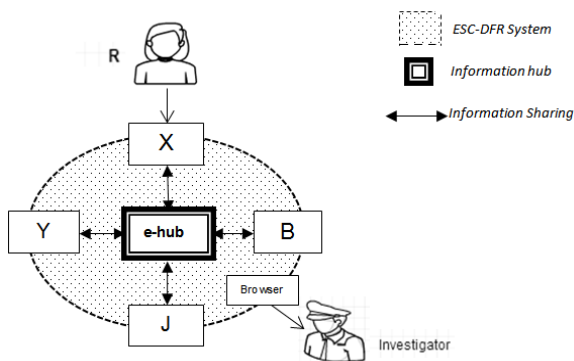 R
ESC-DFR System
Information hub
Information Sharing
X
Y
e-hub
B
Browser
J
Investigator